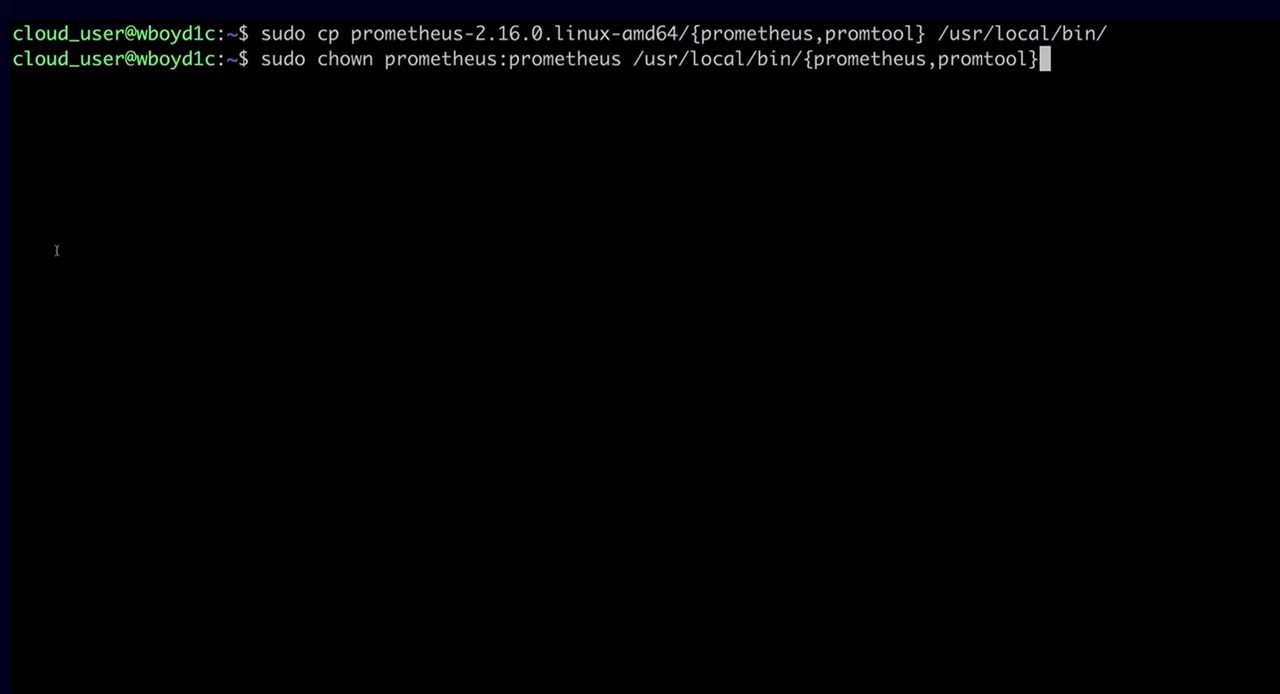 cloud_user@wboyd1c:~$ sudo cp prometheus-2.16.0.linux-amd64/{prometheus,promtool} /usr/local/bin/
cloud_user@wboyd1c:~$ sudo chown prometheus:prometheus /usr/local/bin/{prometheus,promtool}